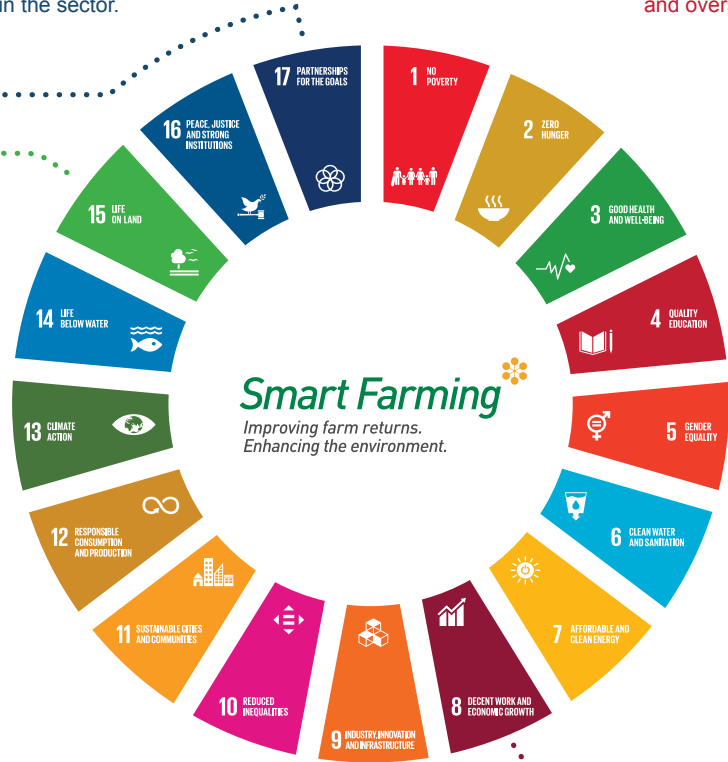 in the sector.
and over
17 PARTNERSHIPS
FOR THE GOALS
1 NO
POVERTY
2 ZERO
HUNGER
3 GOOD HEALTH
AND WELL-BEING
4 QUALITY
EDUCATION
5 GENDER
EQUALITY
6 CLEAN WATER
AND SANITATION
7 AFFORDABLE AND
CLEAN ENERGY
8 DECENT WORK AND
ECONOMIC GROWTH
9 INDUSTRY, INNOVATION
AND INFRASTRUCTURE
10 REDUCED
INEQUALITIES
11 SUSTAINABLE CITIES
AND COMMUNITIES
12 RESPONSIBLE
CONSUMPTION
AND PRODUCTION
13 CLIMATE
ACTION
14 LIFE
BELOW WATER
15 LIFE
ON LAND
16 PEACE, JUSTICE
AND STRONG
INSTITUTIONS
Smart Farming
Improving farm returns.
Enhancing the environment.